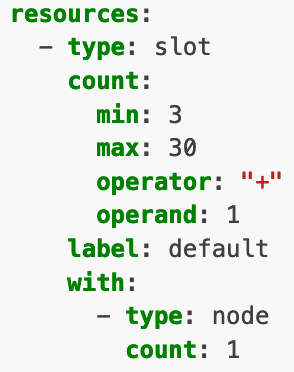 resources:
  - type: slot
    count:
      min: 3
      max: 30
      operator: "+"
      operand: 1
    label: default
    with:
      - type: node
        count: 1